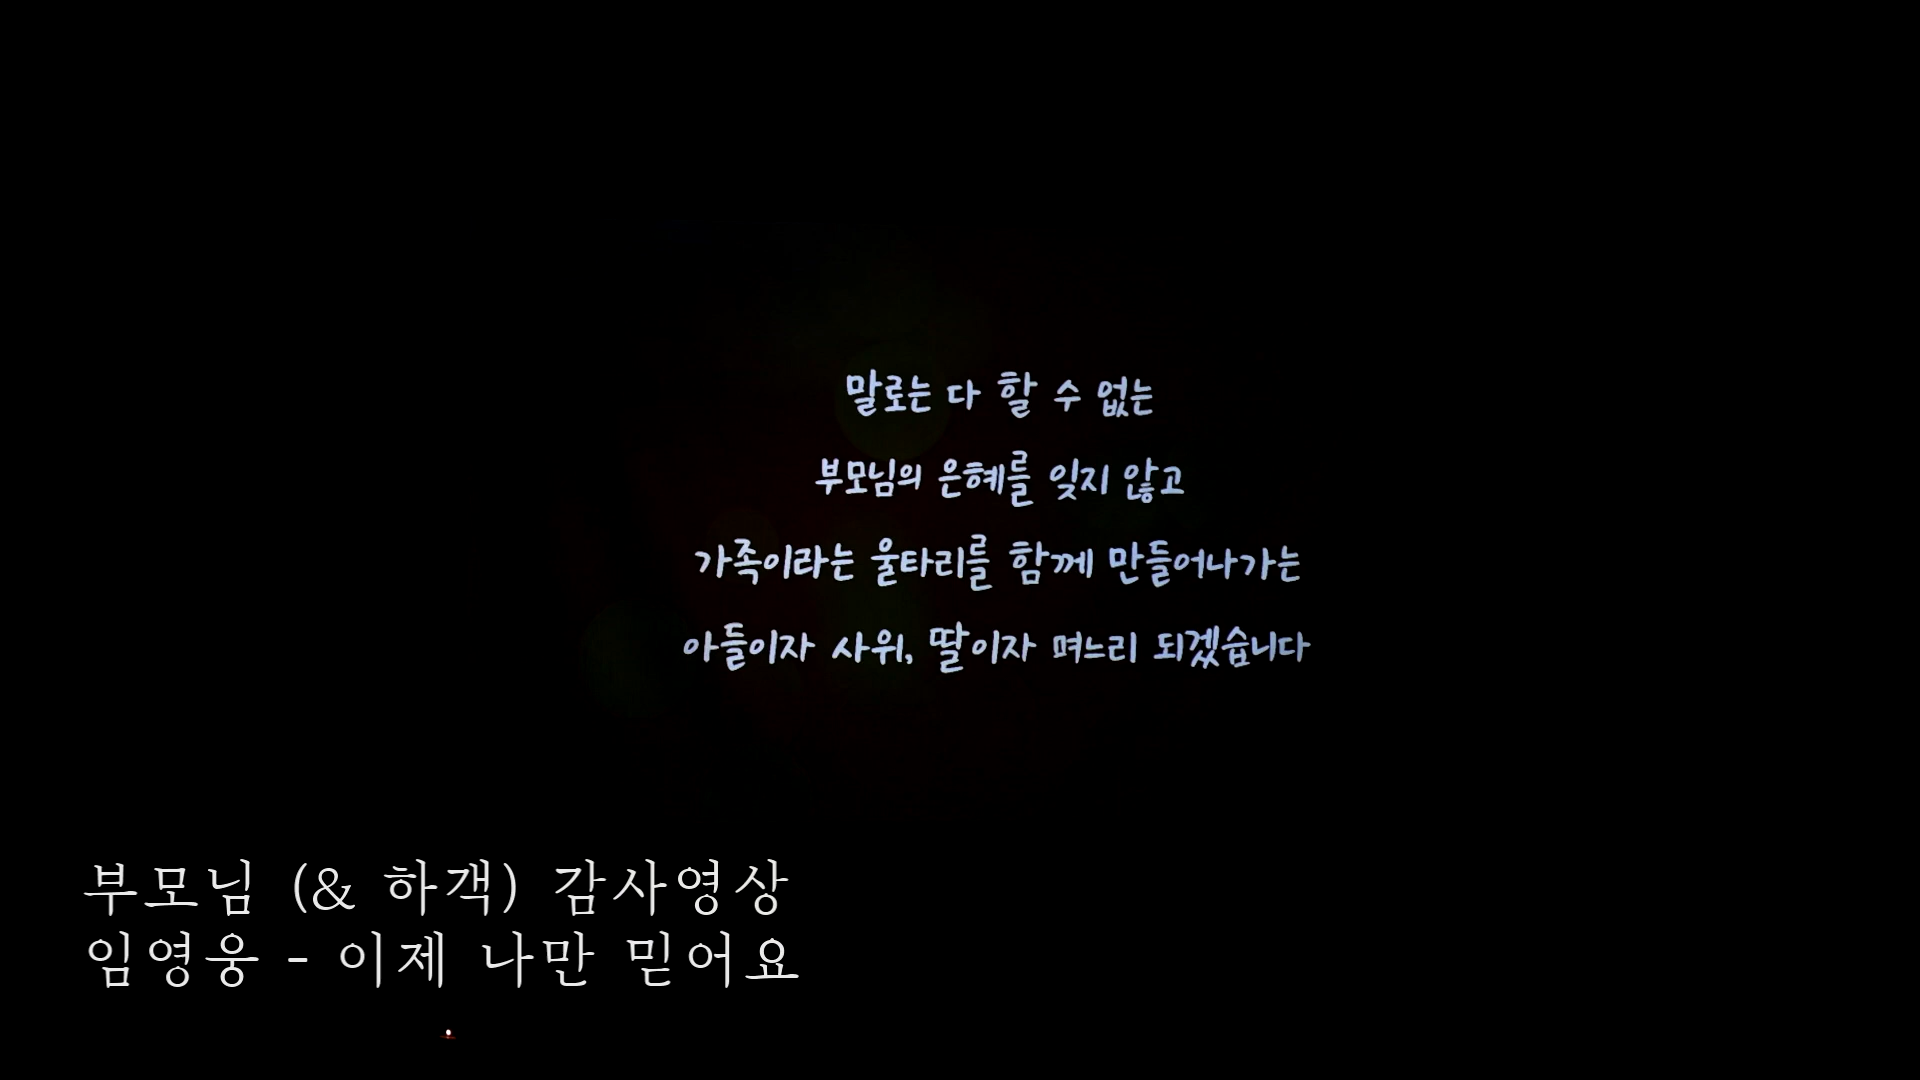 말로는 다 할 수 없는
부모님의 은혜를 잊지 않고
가족이라는 울타리를 함께 만들어나가는
아들이자 사위, 딸이자 며느리 되겠습니다
부모님 (& 하객) 감사영상
임영웅 - 이제 나만 믿어요